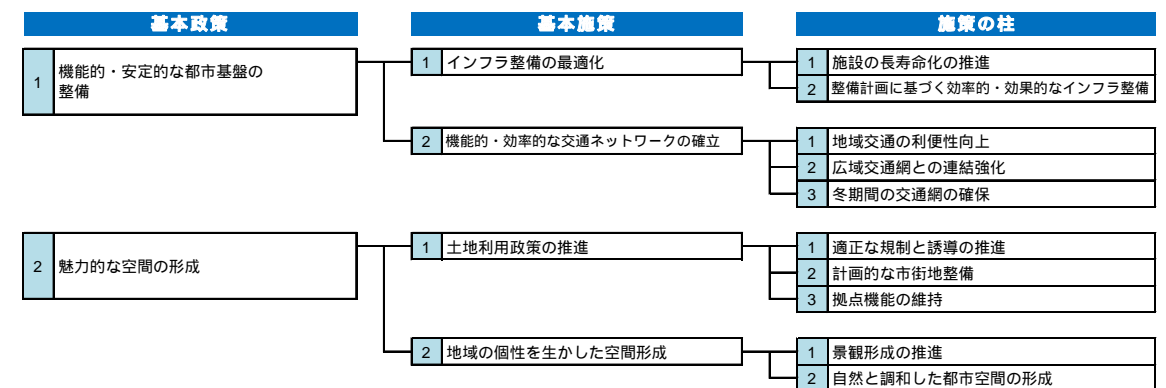 基本政策
基本施策
施策の柱
1 機能的・安定的な都市基盤の
整備
1 インフラ整備の最適化
1 施設の長寿命化の推進
2 整備計画に基づく効率的・効果的なインフラ整備
2 機能的・効率的な交通ネットワークの確立
1 地域交通の利便性向上
2 広域交通網との連結強化
3 冬期間の交通網の確保
2 魅力的な空間の形成
1 土地利用政策の推進
1 適正な規制と誘導の推進
2 計画的な市街地整備
3 拠点機能の維持
2 地域の個性を生かした空間形成
1 景観形成の推進
2 自然と調和した都市空間の形成